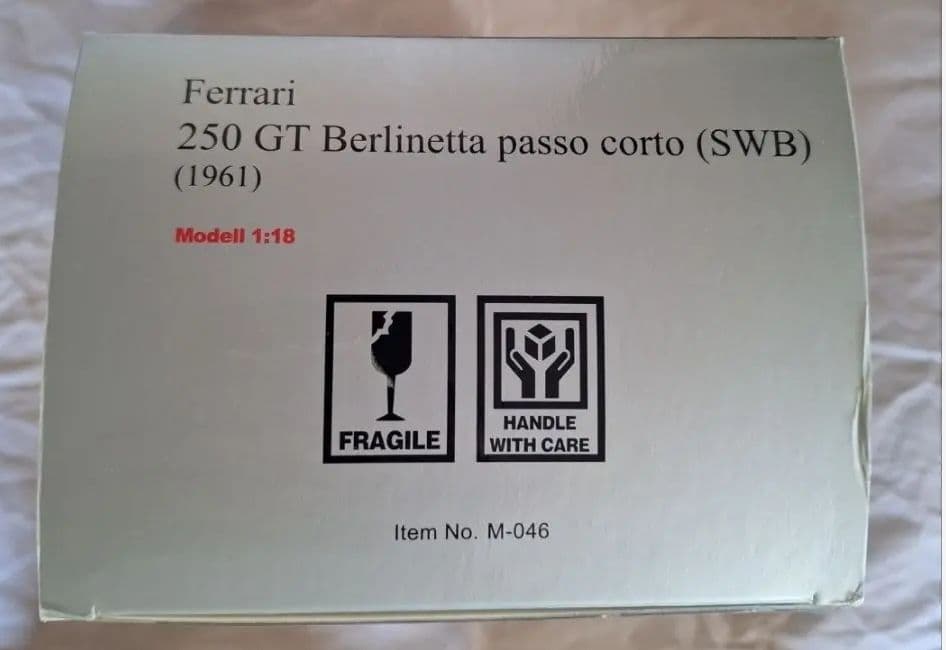 Ferrari
250 GT Berlinetta passo corto (SWB)
(1961)
Modell 1:18
FRAGILE
HANDLE
WITH CARE
Item No. M-046